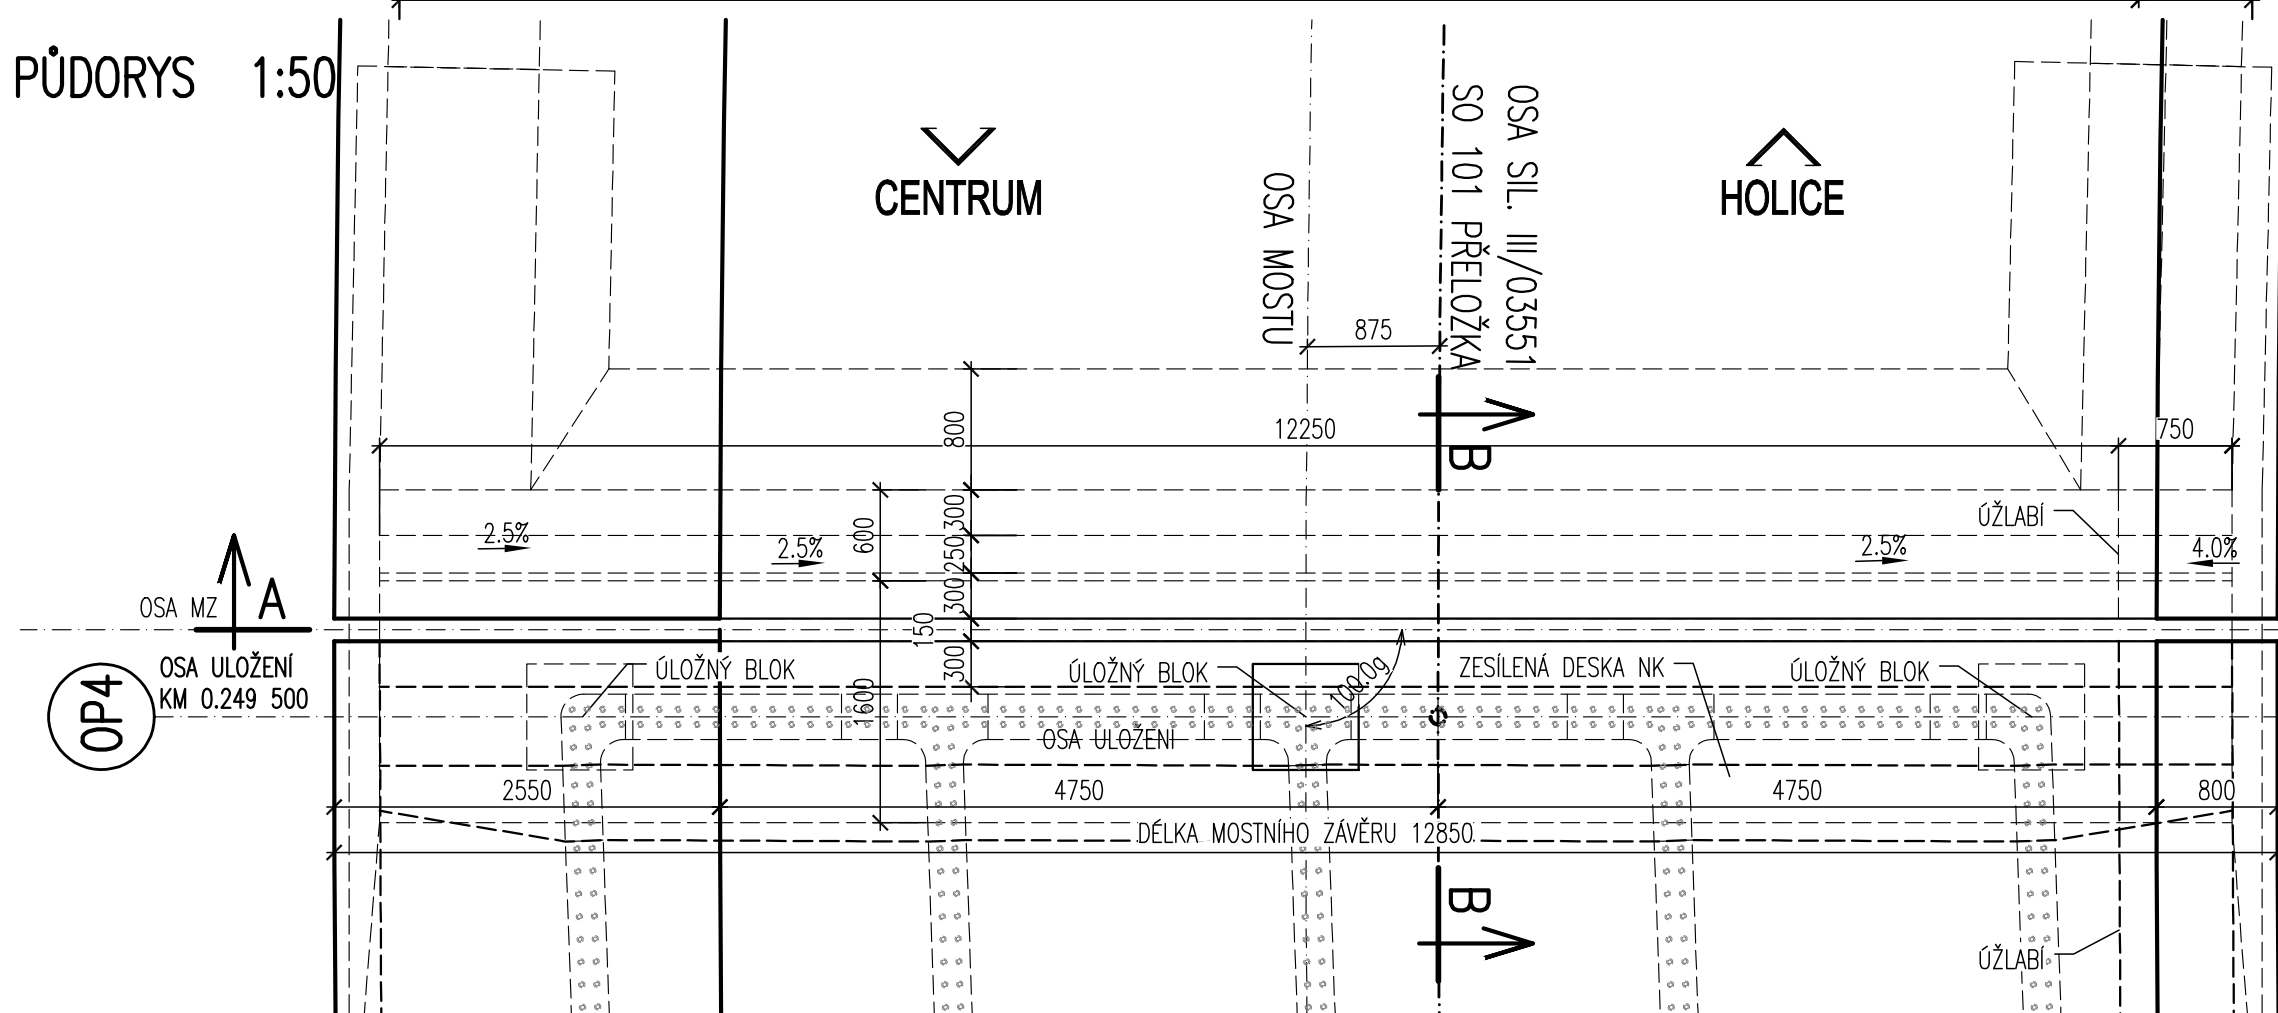 PŮDORYS 1:50
CENTRUM
HOLICE
OSA MOSTU
OSA SIL. III/03551
SO 101 PŘELOŽKA
875
800
12250
750
B
300
600
250
300
150
300
1600
2.5%
2.5%
2.5%
4.0%
ÚŽLABÍ
OSA MZ
A
OSA ULOŽENÍ
KM 0.249 500
OP4
ÚLOŽNÝ BLOK
ÚLOŽNÝ BLOK
100.0g
ZESÍLENÁ DESKA NK
ÚLOŽNÝ BLOK
OSA ULOŽENÍ
2550
4750
4750
800
DÉLKA MOSTNÍHO ZÁVĚRU 12850
B
ÚŽLABÍ